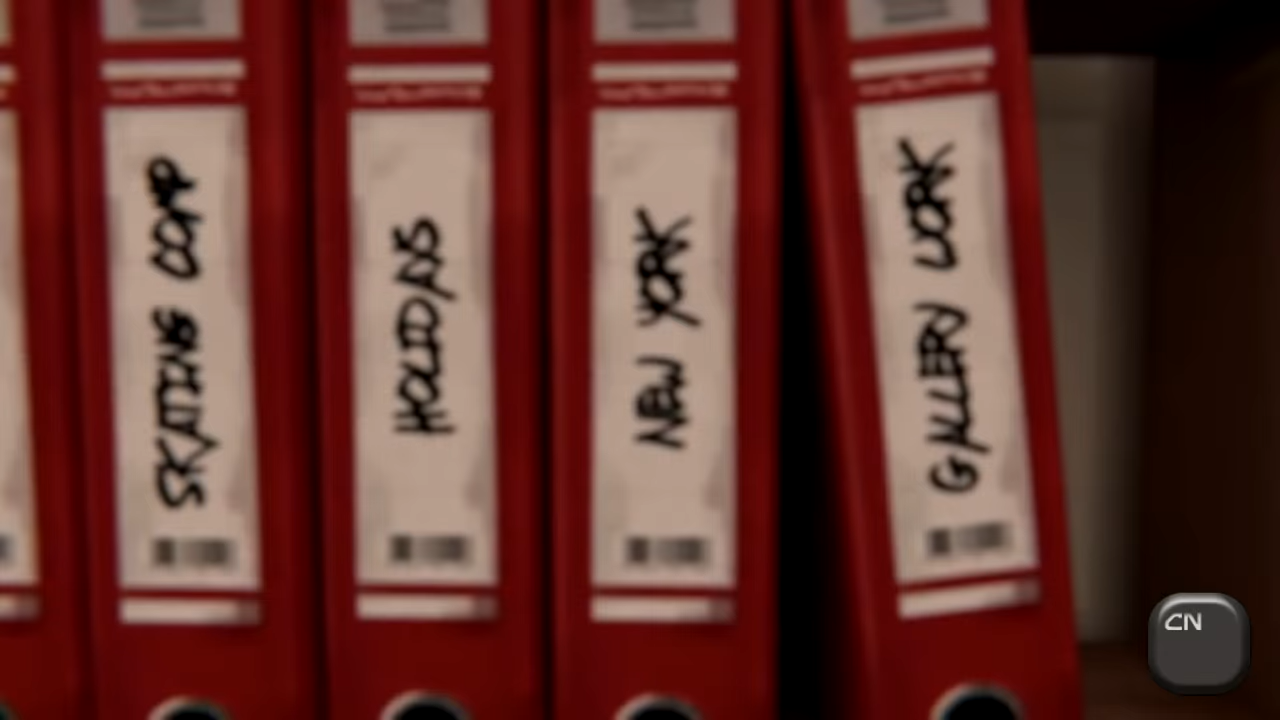 SKATING COMP
HOLIDAYS
NEW YORK
GALLERY WORK
CN